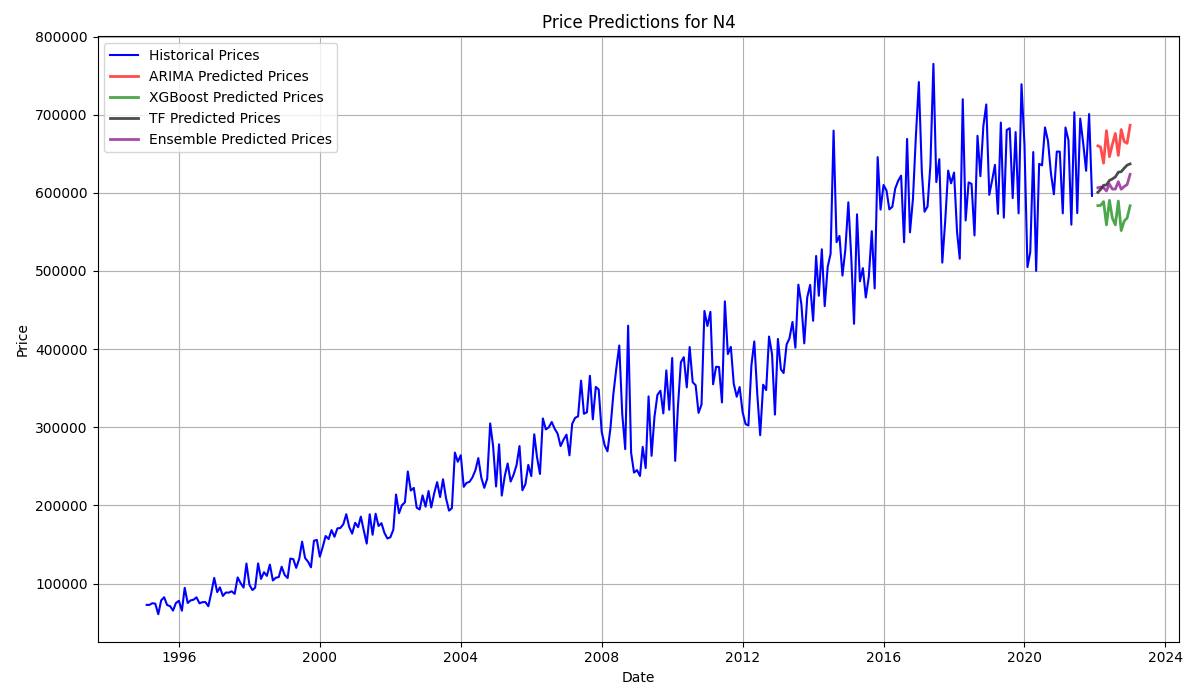 Price Predictions for N4
Historical Prices
ARIMA Predicted Prices
XGBoost Predicted Prices
TF Predicted Prices
Ensemble Predicted Prices
Price
800000
700000
600000
500000
400000
300000
200000
100000
1996 2000 2004 2008 2012 2016 2020 2024
Date